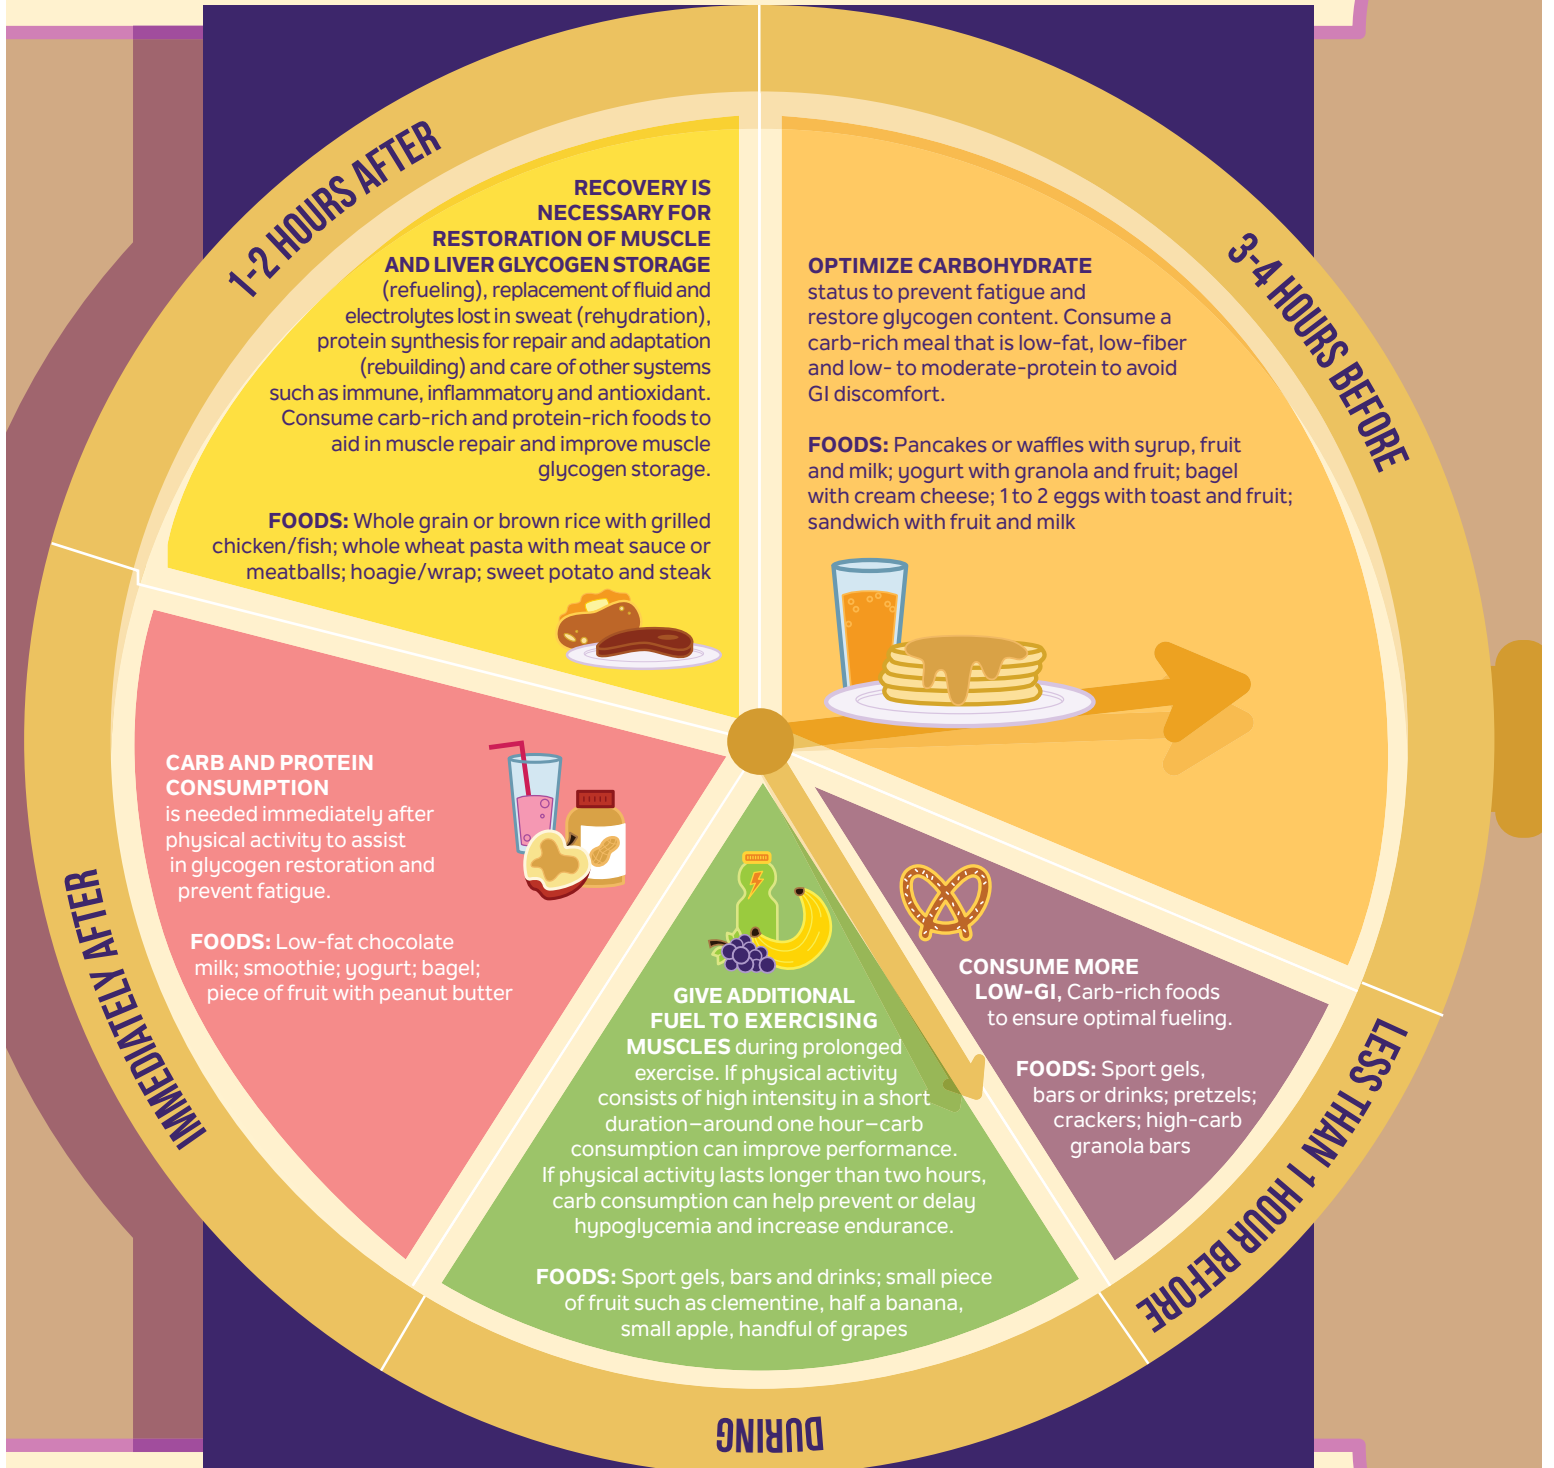 3-4 HOURS BEFORE
OPTIMIZE CARBOHYDRATE
status to prevent fatigue and
restore glycogen content. Consume a
carb-rich meal that is low-fat, low-fiber
and low- to moderate-protein to avoid
GI discomfort.
FOODS: Pancakes or waffles with syrup, fruit
and milk; yogurt with granola and fruit; bagel
with cream cheese; 1 to 2 eggs with toast and fruit;
sandwich with fruit and milk
LESS THAN 1 HOUR BEFORE
CONSUME MORE
LOW-GI, Carb-rich foods
to ensure optimal fueling.
FOODS: Sport gels,
bars or drinks; pretzels;
crackers; high-carb
granola bars
DURING
GIVE ADDITIONAL
FUEL TO EXERCISING
MUSCLES during prolonged
exercise. If physical activity
consists of high intensity in a short
duration–around one hour–carb
consumption can improve performance.
If physical activity lasts longer than two hours,
carb consumption can help prevent or delay
hypoglycemia and increase endurance.
FOODS: Sport gels, bars and drinks; small piece
of fruit such as clementine, half a banana,
small apple, handful of grapes
IMMEDIATELY AFTER
CARB AND PROTEIN
CONSUMPTION
is needed immediately after
physical activity to assist
in glycogen restoration and
prevent fatigue.
FOODS: Low-fat chocolate
milk; smoothie; yogurt; bagel;
piece of fruit with peanut butter
1-2 HOURS AFTER
RECOVERY IS
NECESSARY FOR
RESTORATION OF MUSCLE
AND LIVER GLYCOGEN STORAGE
(refueling), replacement of fluid and
electrolytes lost in sweat (rehydration),
protein synthesis for repair and adaptation
(rebuilding) and care of other systems
such as immune, inflammatory and antioxidant.
Consume carb-rich and protein-rich foods to
aid in muscle repair and improve muscle
glycogen storage.
FOODS: Whole grain or brown rice with grilled
chicken/fish; whole wheat pasta with meat sauce or
meatballs; hoagie/wrap; sweet potato and steak